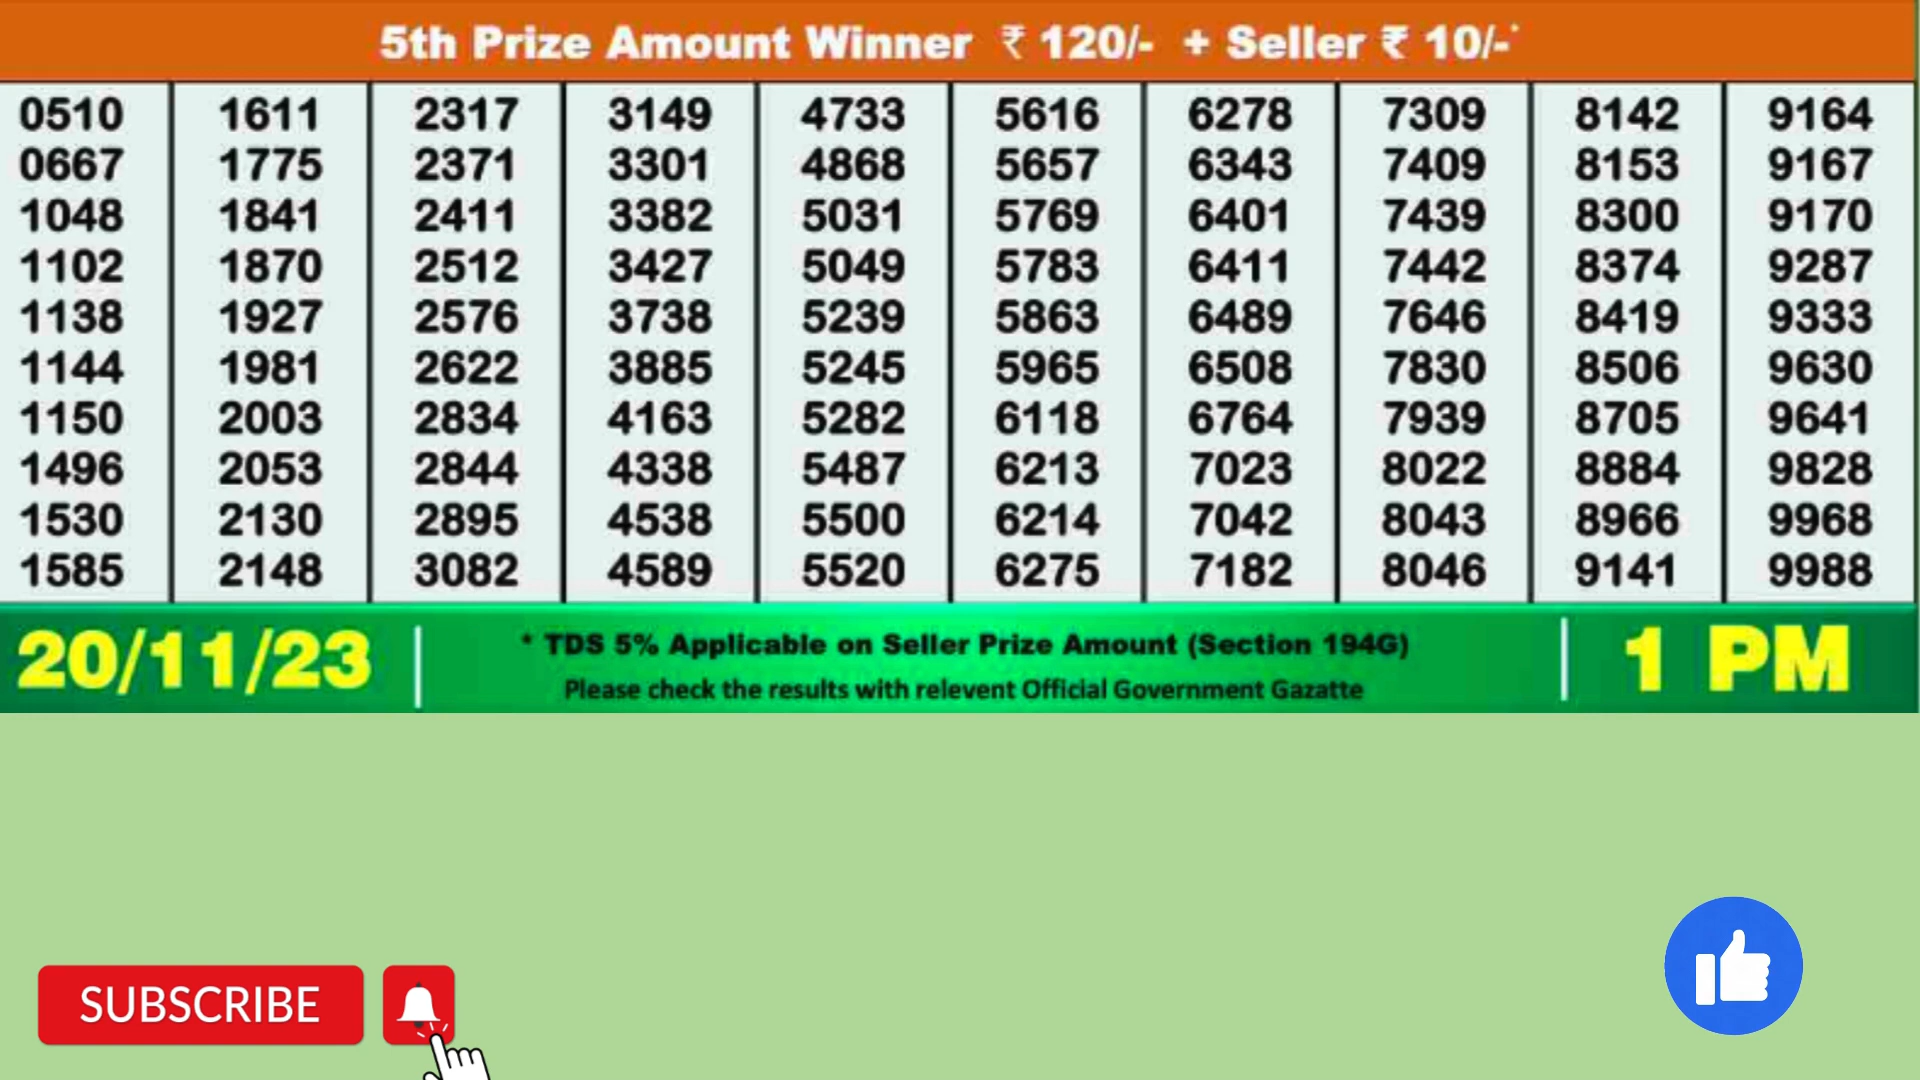 5th Prize Amount Winner ₹ 120/- + Seller ₹ 10/-*
0510 1611 2317 3149 4733 5616 6278 7309 8142 9164
0667 1775 2371 3301 4868 5657 6343 7409 8153 9167
1048 1841 2411 3382 5031 5769 6401 7439 8300 9170
1102 1870 2512 3427 5049 5783 6411 7442 8374 9287
1138 1927 2576 3738 5239 5863 6489 7646 8419 9333
1144 1981 2622 3885 5245 5965 6508 7830 8506 9630
1150 2003 2834 4163 5282 6118 6764 7939 8705 9641
1496 2053 2844 4338 5487 6213 7023 8022 8884 9828
1530 2130 2895 4538 5500 6214 7042 8043 8966 9968
1585 2148 3082 4589 5520 6275 7182 8046 9141 9988
20/11/23
* TDS 5% Applicable on Seller Prize Amount (Section 194G)
Please check the results with relevent Official Government Gazatte
1 PM
SUBSCRIBE